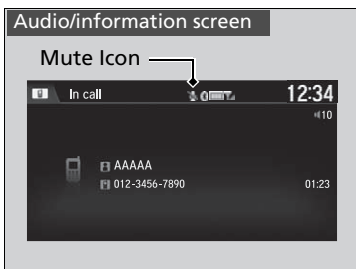 Audio/information screen
Mute Icon
In call 12:34
10
AAAAA
012-3456-7890 01:23